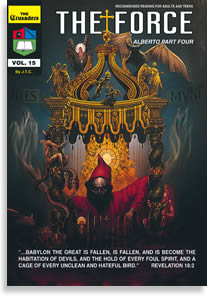 RECOMMENDED READING FOR ADULTS AND TEENS
THE
Crusaders
THE FORCE
ALBERTO PART FOUR
VOL. 15
By J.T.C.
"...BABYLON THE GREAT IS FALLEN, IS FALLEN, AND IS BECOME THE
HABITATION OF DEVILS, AND THE HOLD OF EVERY FOUL SPIRIT, AND A
CAGE OF EVERY UNCLEAN AND HATEFUL BIRD." REVELATION 18:2